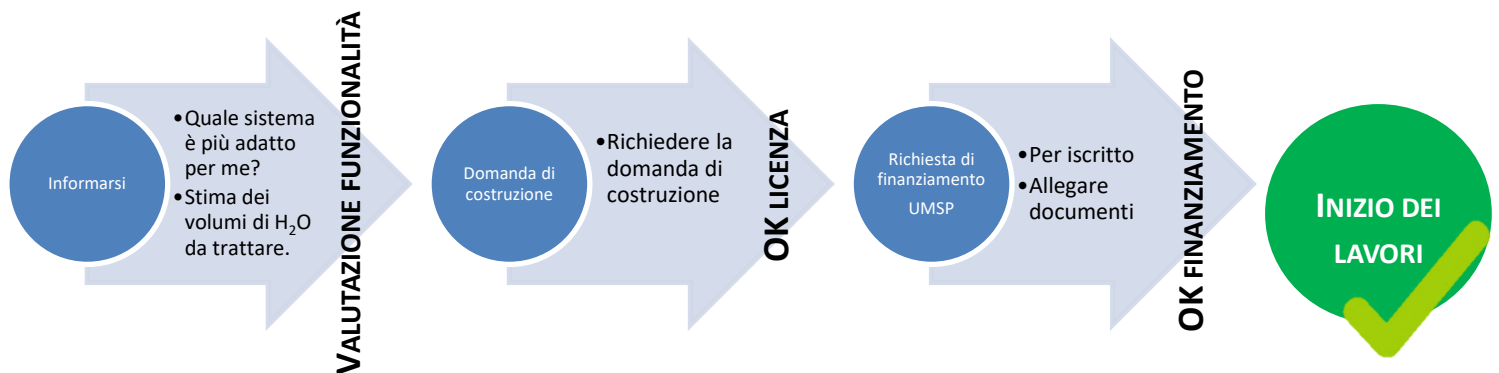 Informarsi
•Quale sistema
è più adatto
per me?
•Stima dei
volumi di H₂O
da trattare.
VALUTAZIONE FUNZIONALITÀ
Domanda di
costruzione
•Richiedere la
domanda di
costruzione
OK LICENZA
Richiesta di
finanziamento
UMSP
•Per iscritto
•Allegare
documenti
OK FINANZIAMENTO
INIZIO DEI
LAVORI